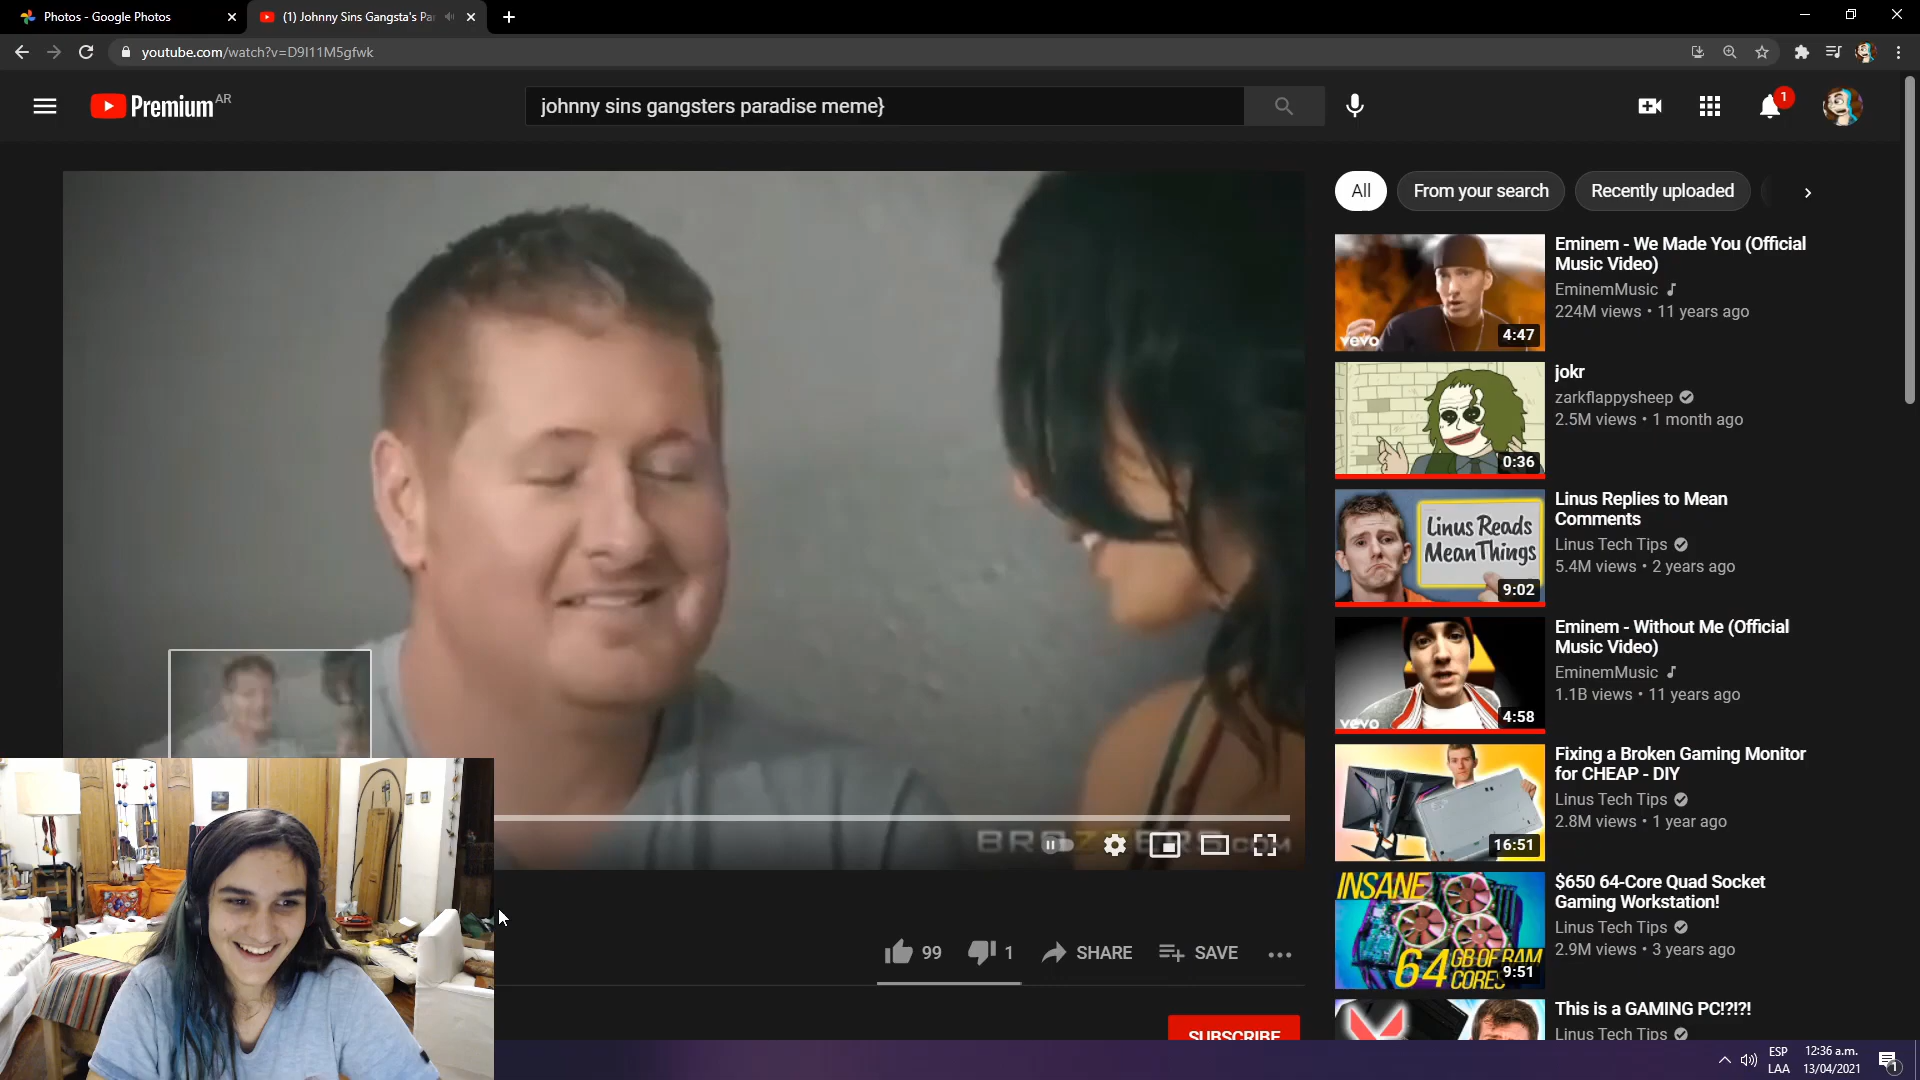 Photos - Google Photos
(1) Johnny Sins Gangsta's Pa
youtube.com/watch?v=D9I11M5gfwk
Premium AR
johnny sins gangsters paradise meme}
1
All
From your search
Recently uploaded
vevo
4:47
Eminem - We Made You (Official
Music Video)
EminemMusic
224M views • 11 years ago
0:36
jokr
zarkflappysheep
2.5M views • 1 month ago
Linus Reads
Mean Things
9:02
Linus Replies to Mean
Comments
Linus Tech Tips
5.4M views • 2 years ago
vevo
4:58
Eminem - Without Me (Official
Music Video)
EminemMusic
1.1B views • 11 years ago
16:51
Fixing a Broken Gaming Monitor
for CHEAP - DIY
Linus Tech Tips
2.8M views • 1 year ago
INSANE
64 GB OF RAM
CORES
9:51
$650 64-Core Quad Socket
Gaming Workstation!
Linus Tech Tips
2.9M views • 3 years ago
This is a GAMING PC!?!?!
Linus Tech Tips
BRAZZERS.COM
99
1
SHARE
SAVE
SUBSCRIBE
ESP
LAA
12:36 a.m.
13/04/2021
1